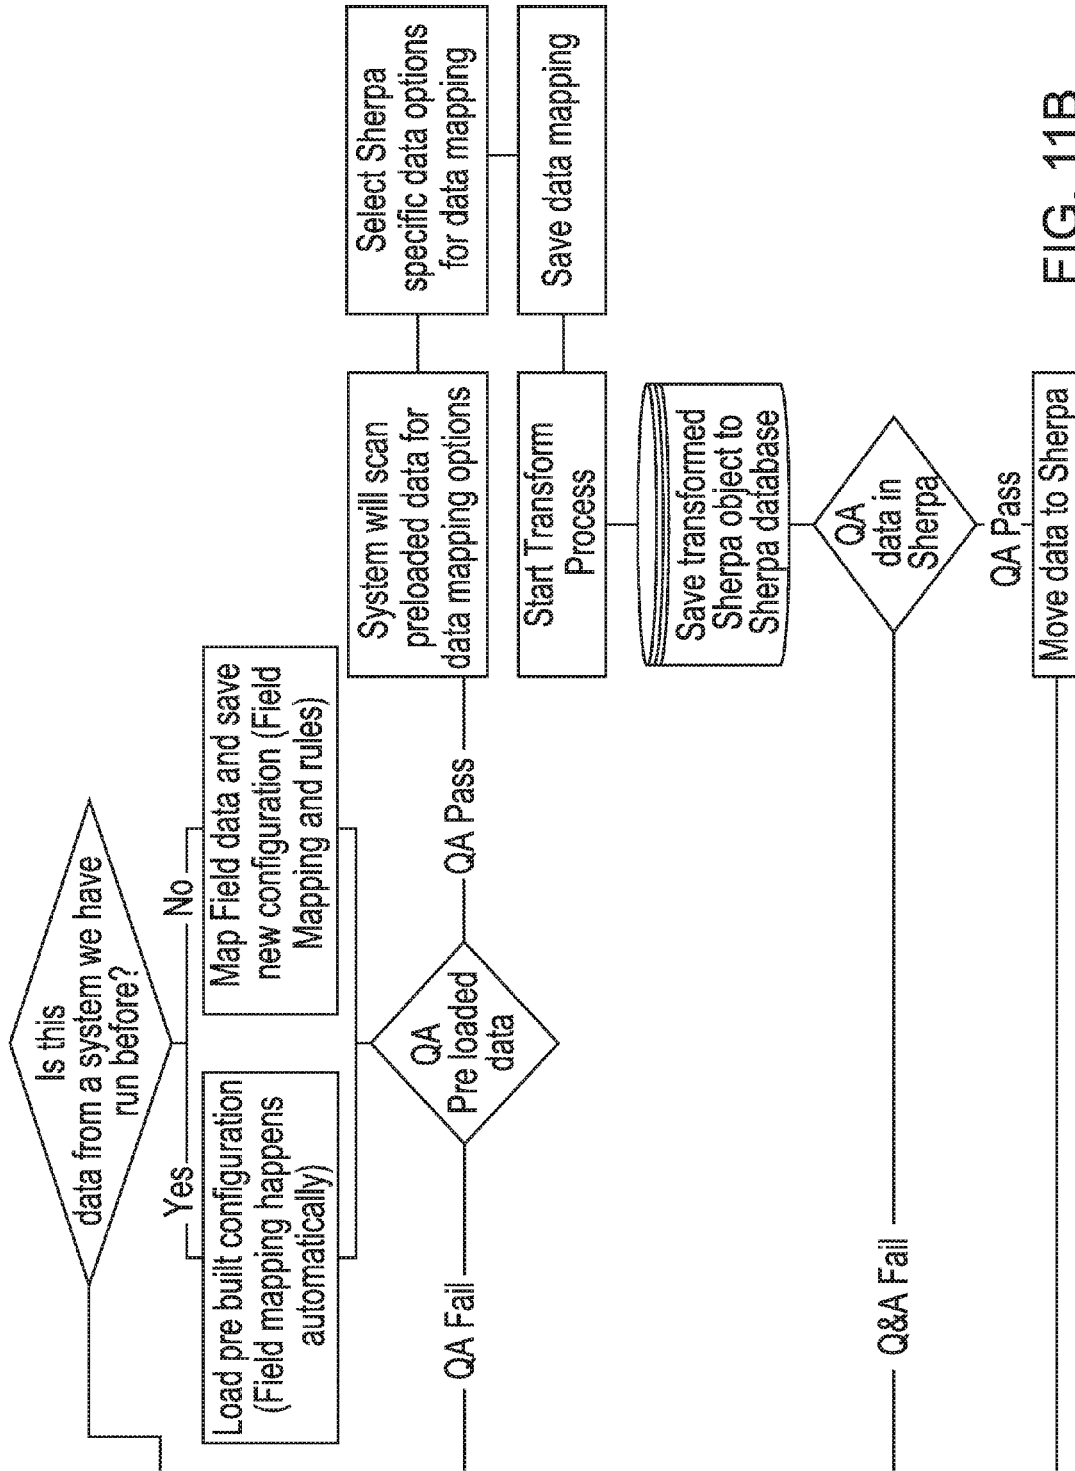 Is this
data from a system we have
run before?
Yes
No
Load pre built configuration
(Field mapping happens
automatically)
Map Field data and save
new configuration (Field
Mapping and rules)
QA Fail
QA
Pre loaded
data
QA Pass
System will scan
preloaded data for
data mapping options
Select Sherpa
specific data options
for data mapping
Start Transform
Process
Save data mapping
Save transformed
Sherpa object to
Sherpa database
Q&A Fail
QA
data in
Sherpa
QA Pass
Move data to Sherpa
FIG. 11B